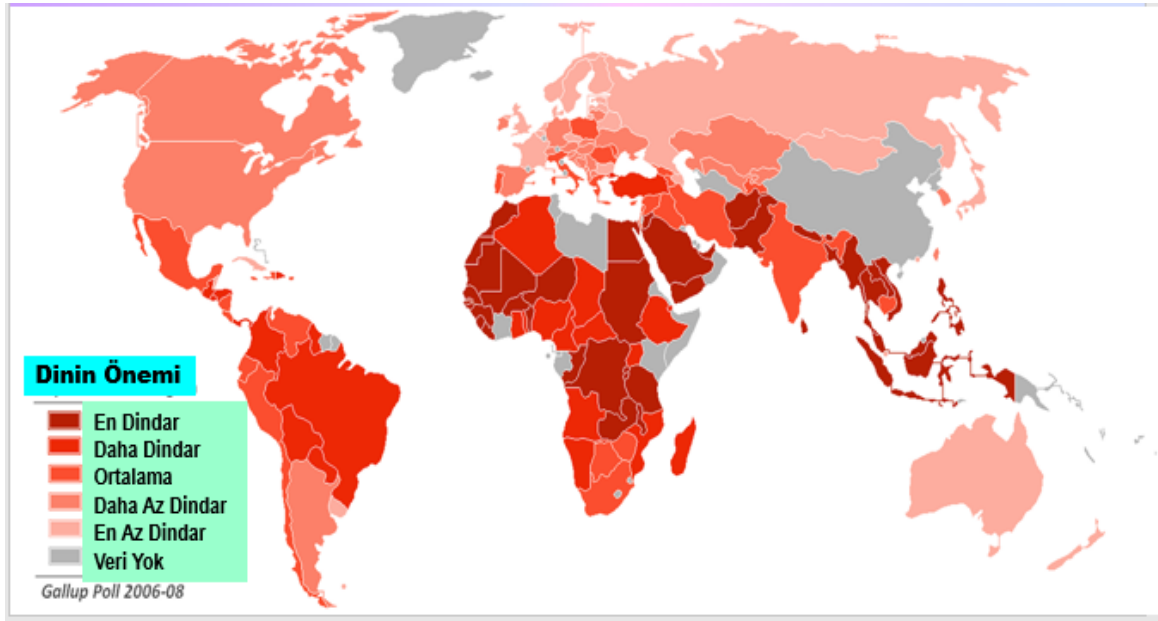 Dinin Önemi
En Dindar
Daha Dindar
Ortalama
Daha Az Dindar
En Az Dindar
Veri Yok
Gallup Poll 2006-08